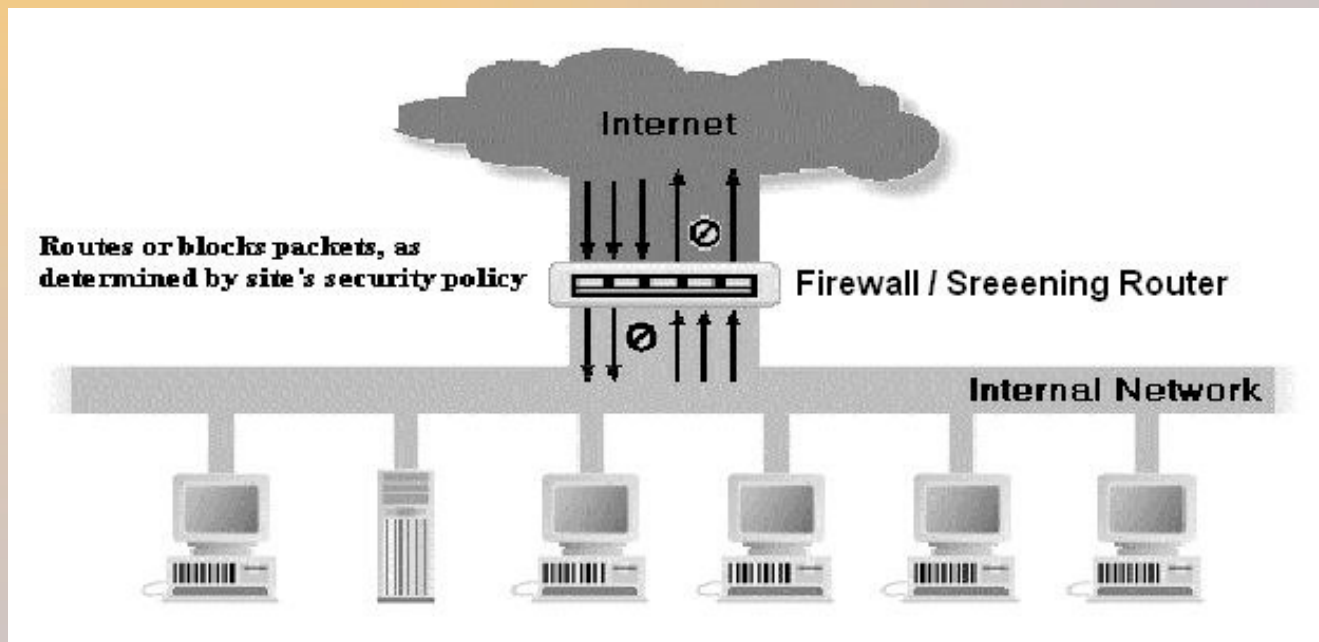 Internet
Routes or blocks packets, as
determined by site's security policy
Firewall / Sreeening Router
Internal Network